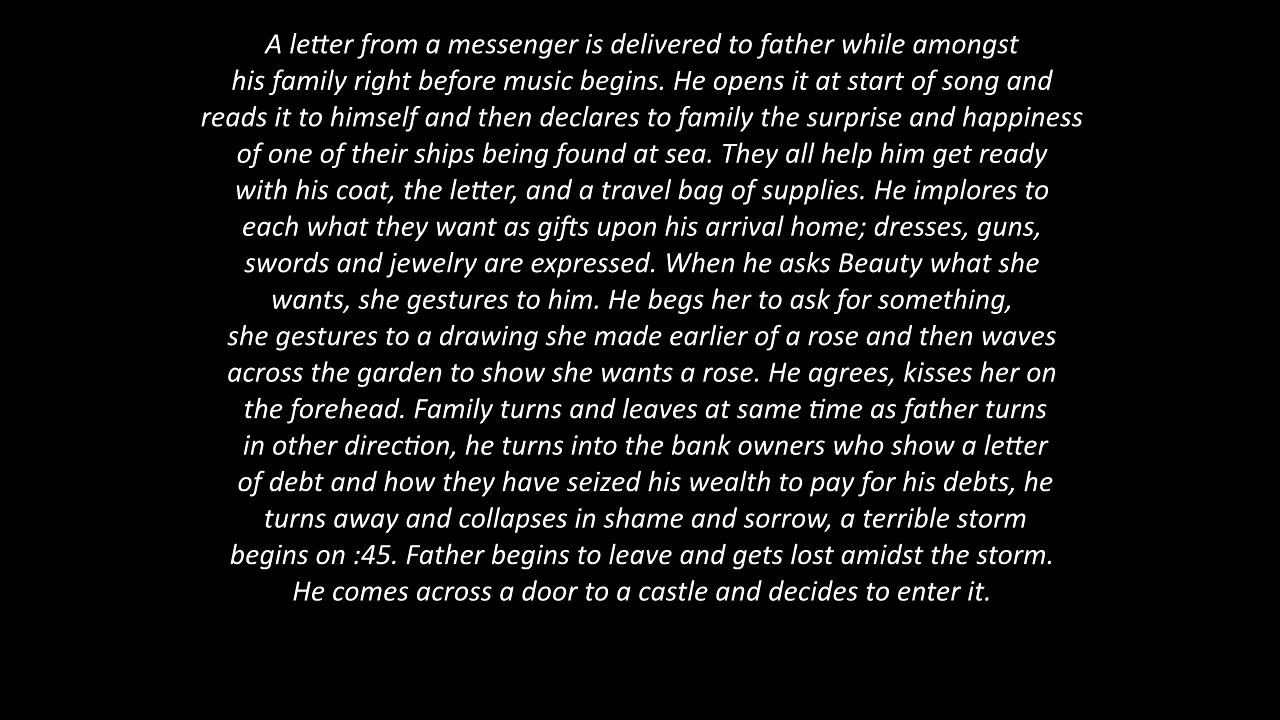 A letter from a messenger is delivered to father while amongst
his family right before music begins. He opens it at start of song and
reads it to himself and then declares to family the surprise and happiness
of one of their ships being found at sea. They all help him get ready
with his coat, the letter, and a travel bag of supplies. He implores to
each what they want as gifts upon his arrival home; dresses, guns,
swords and jewelry are expressed. When he asks Beauty what she
wants, she gestures to him. He begs her to ask for something,
she gestures to a drawing she made earlier of a rose and then waves
across the garden to show she wants a rose. He agrees, kisses her on
the forehead. Family turns and leaves at same time as father turns
in other direction, he turns into the bank owners who show a letter
of debt and how they have seized his wealth to pay for his debts, he
turns away and collapses in shame and sorrow, a terrible storm
begins on :45. Father begins to leave and gets lost amidst the storm.
He comes across a door to a castle and decides to enter it.